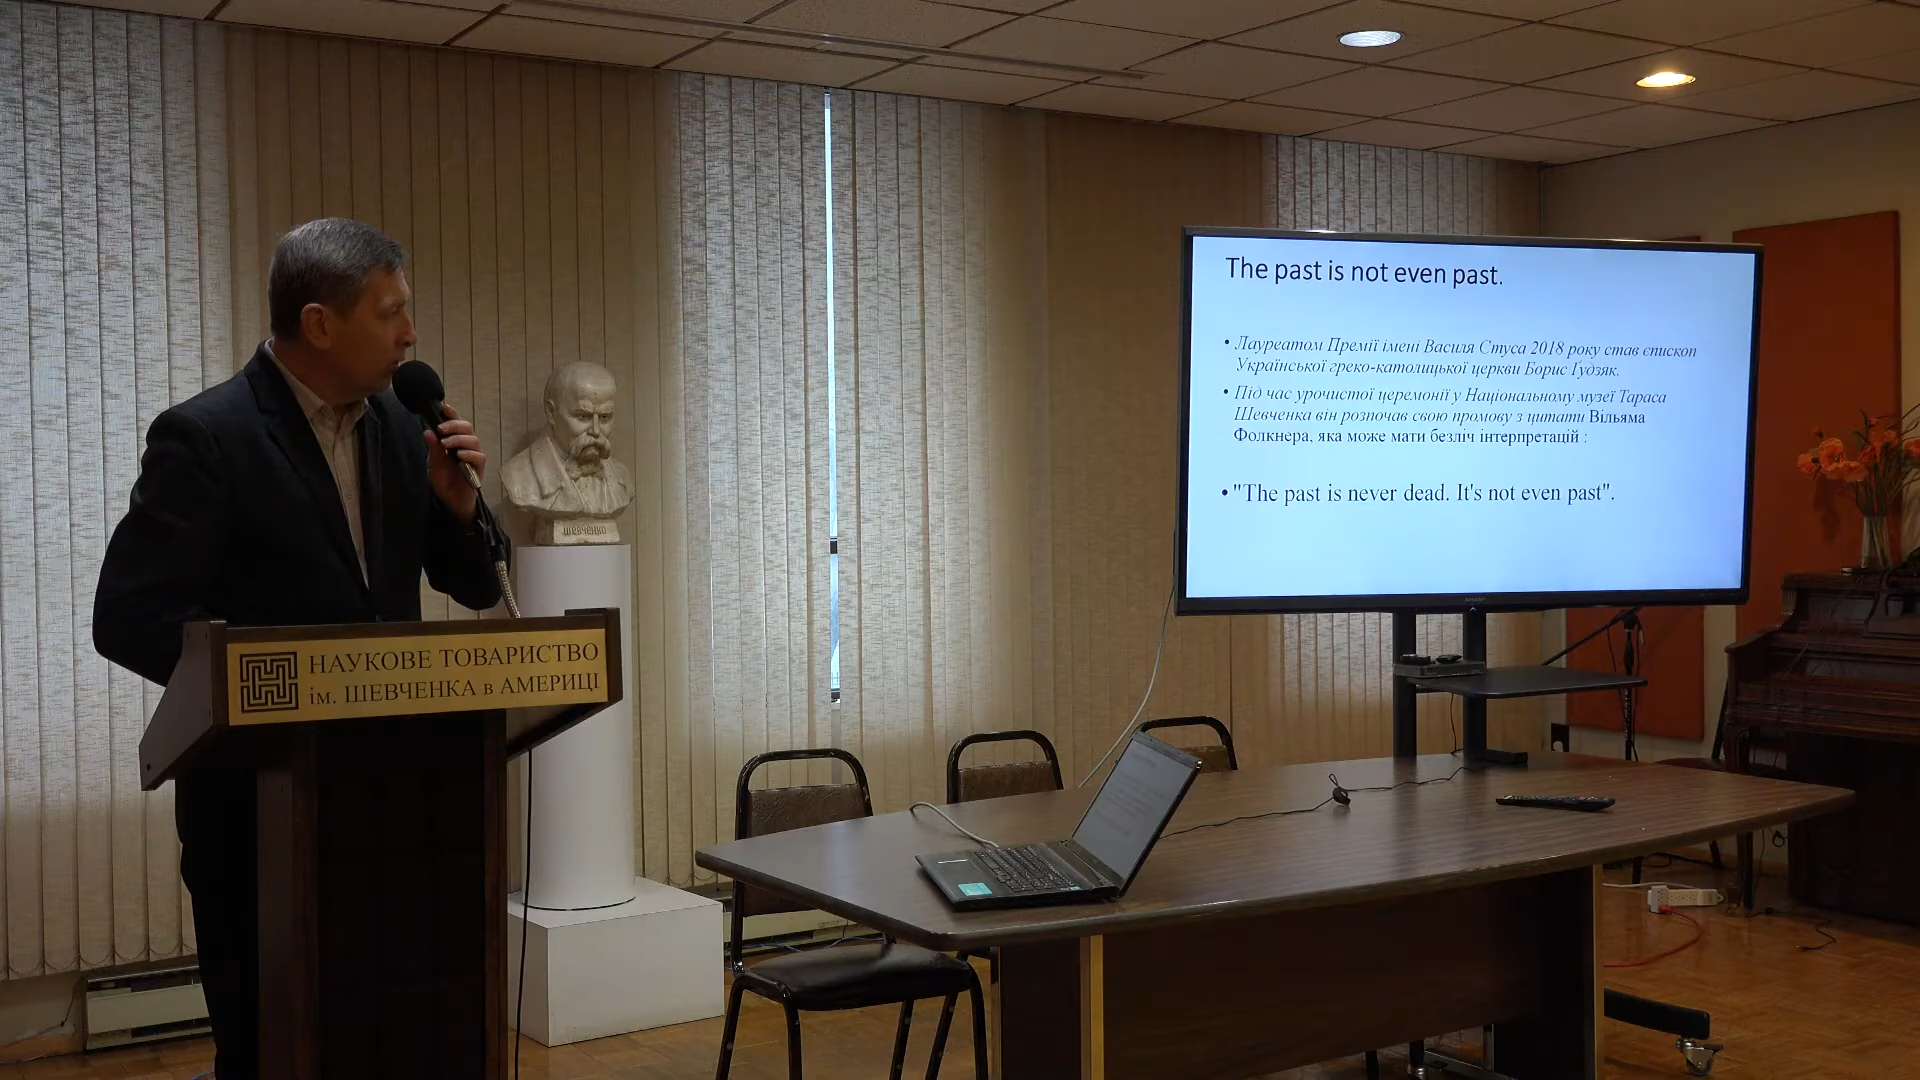 The past is not even past.
• Лауреатом Премії імені Василя Стуса 2018 року став єпископ
Української греко-католицької церкви Борис Ґудзяк.
• Під час урочистої церемонії у Національному музеї Тараса
Шевченка він розпочав свою промову з цитати Вільяма
Фолкнера, яка може мати безліч інтерпретацій :
• "The past is never dead. It's not even past".
ШЕВЧЕНКО
НАУКОВЕ ТОВАРИСТВО
ім. ШЕВЧЕНКА в АМЕРИЦІ